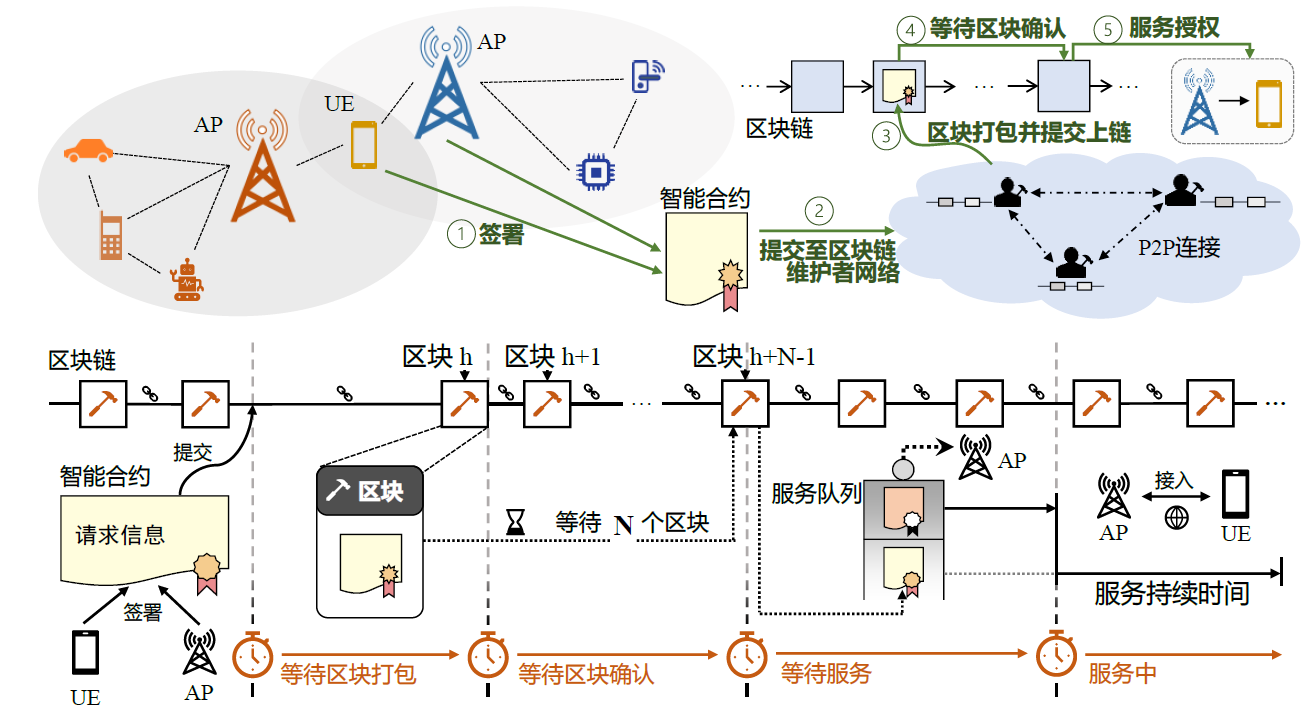 AP
UE
AP
① 签署
智能合约
② 提交至区块链
维护者网络
P2P连接
③ 区块打包并提交上链
④ 等待区块确认
⑤ 服务授权
···
···
···
区块链
区块链
区块 h
区块 h+1
区块 h+N-1
···
···
提交
智能合约
请求信息
签署
UE
AP
区块
等待 N 个区块
服务队列
AP
接入
AP
UE
服务持续时间
等待区块打包
等待区块确认
等待服务
服务中